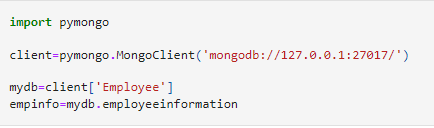 import pymongo
client=pymongo.MongoClient('mongodb://127.0.0.1:27017/')
mydb=client['Employee']
empinfo=mydb.employeeinformation